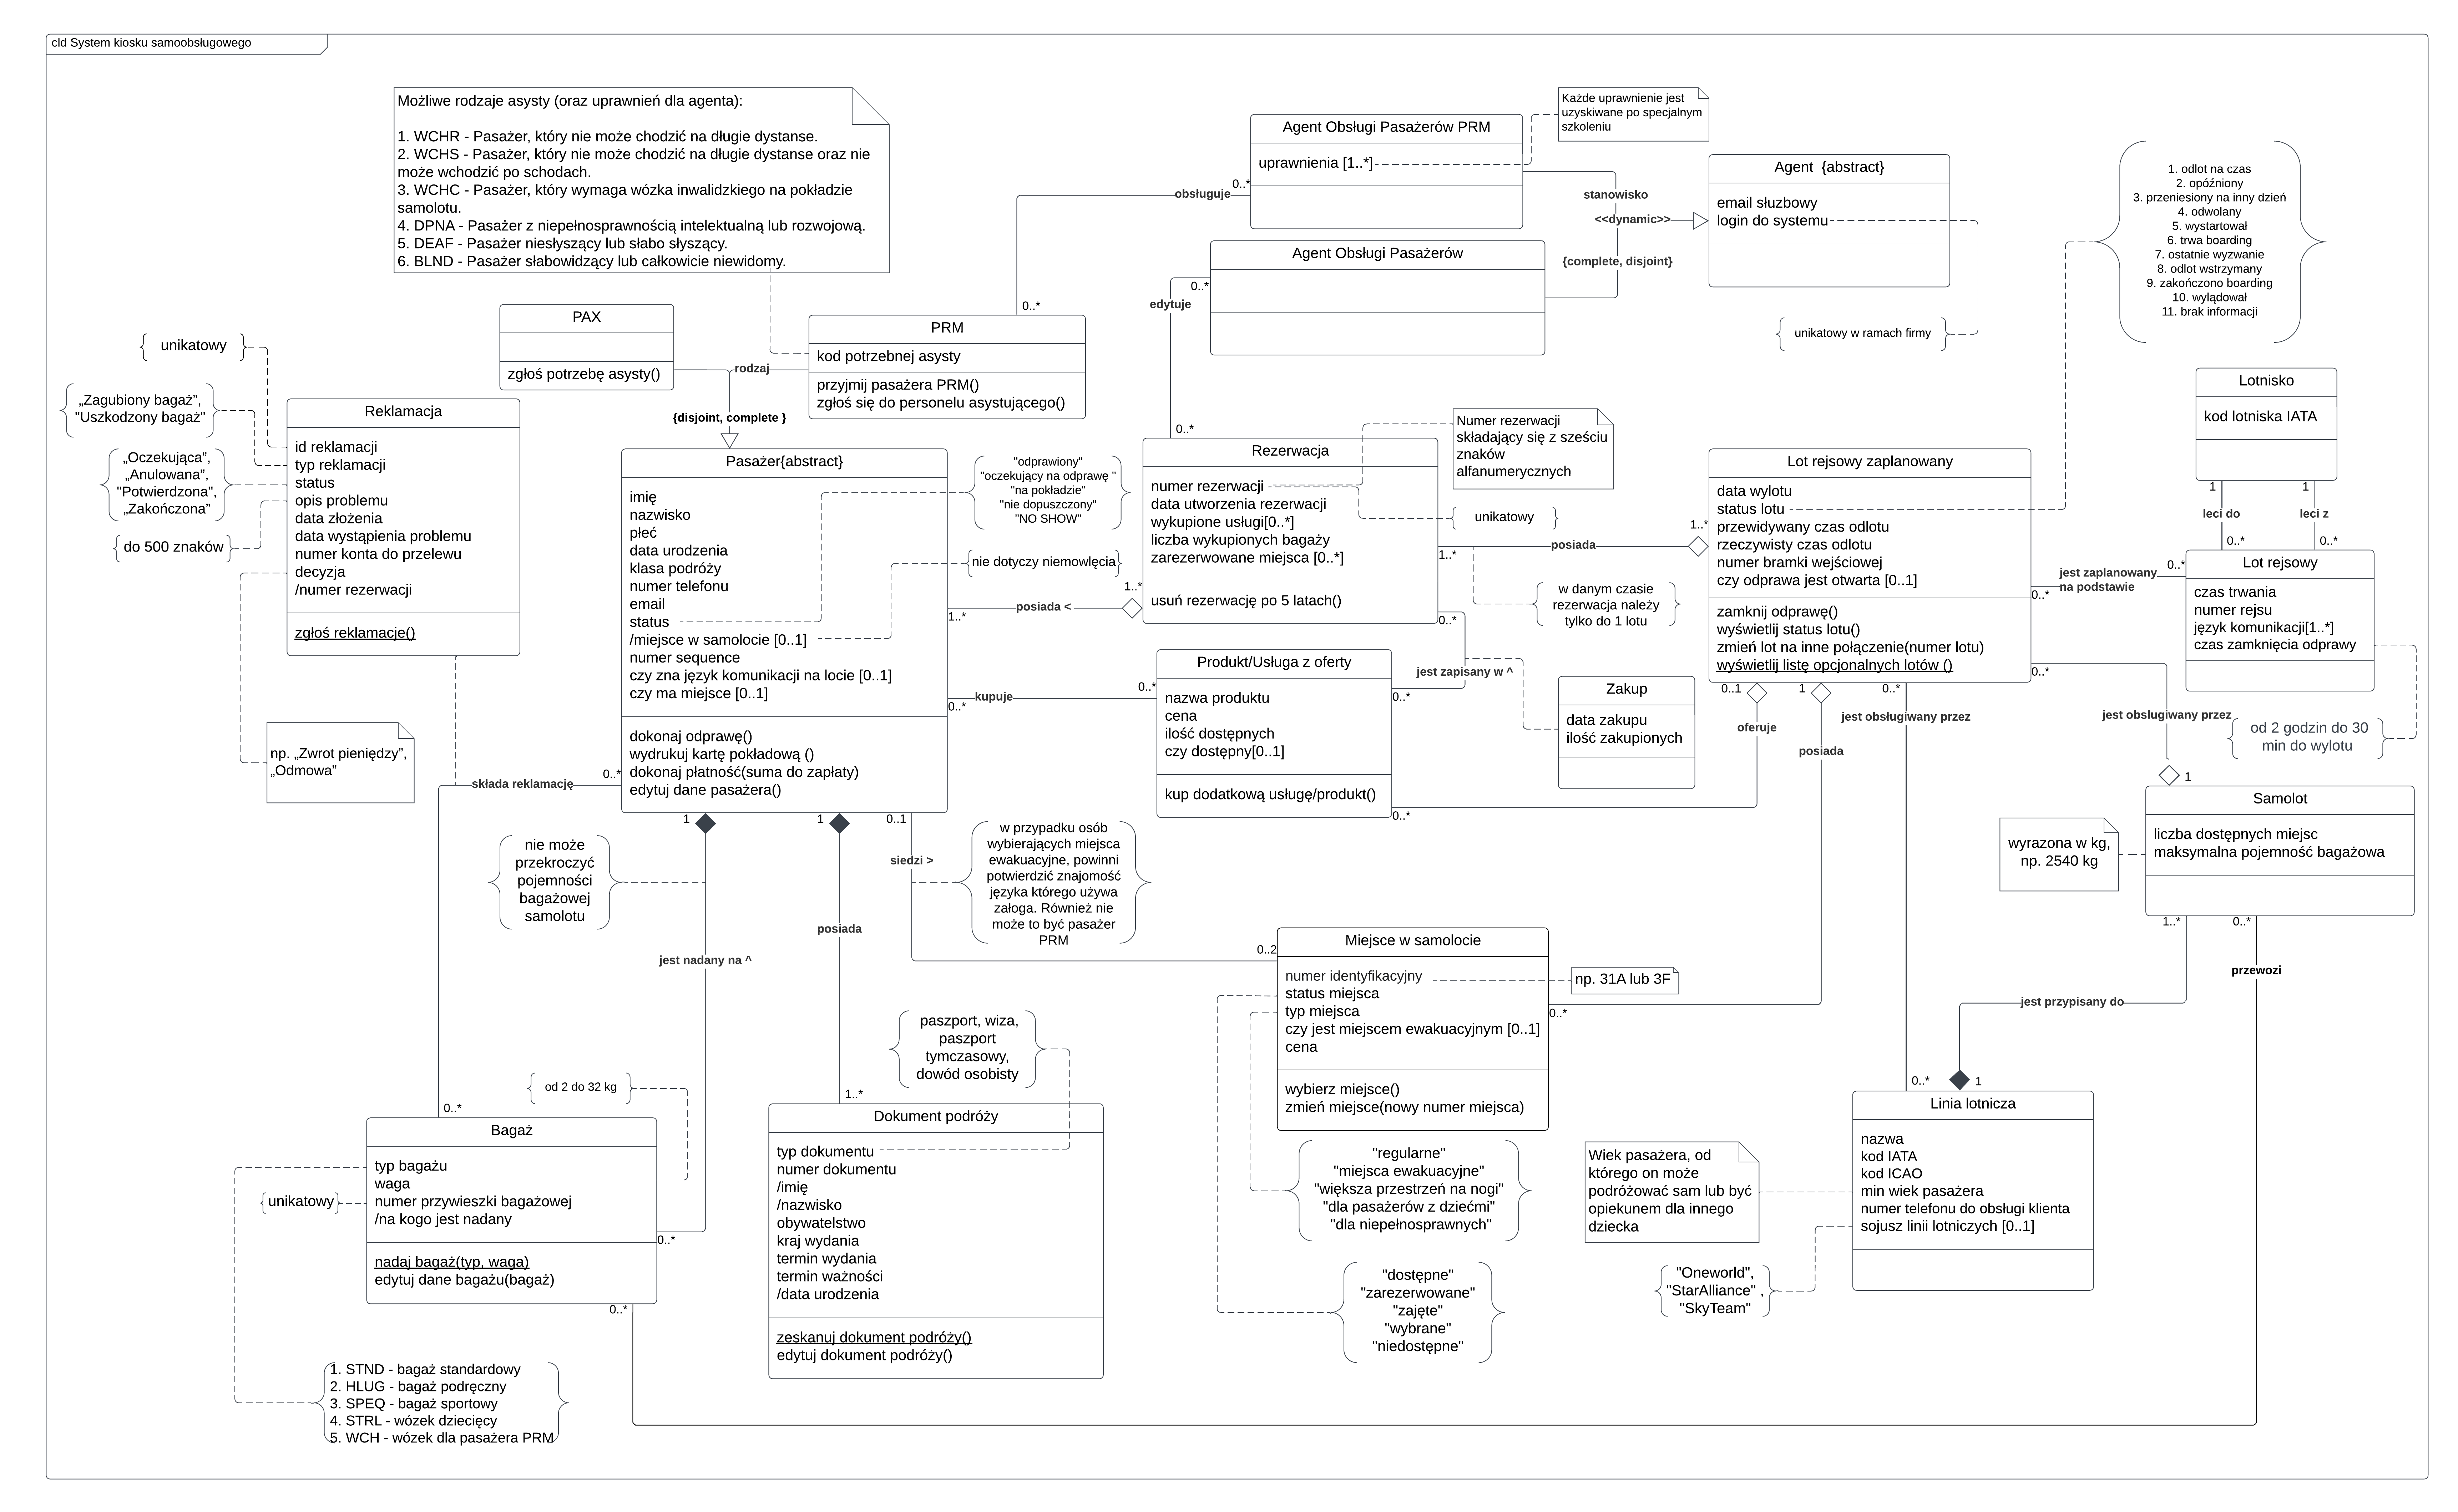 cld System kiosku samoobsługowego
Możliwe rodzaje asysty (oraz uprawnień dla agenta):
1. WCHR - Pasażer, który nie może chodzić na długie dystanse.
2. WCHS - Pasażer, który nie może chodzić na długie dystanse oraz nie
może wchodzić po schodach.
3. WCHC - Pasażer, który wymaga wózka inwalidzkiego na pokładzie
samolotu.
4. DPNA - Pasażer z niepełnosprawnością intelektualną lub rozwojową.
5. DEAF - Pasażer niesłyszący lub słabo słyszący.
6. BLND - Pasażer słabowidzący lub całkowicie niewidomy.
Agent Obsługi Pasażerów PRM
uprawnienia [1..*]
0..*
obsługuje
0..*
Każde uprawnienie jest
uzyskiwane po specjalnym
szkoleniu
stanowisko
<<dynamic>>
{complete, disjoint}
Agent  {abstract}
email słuzbowy
login do systemu
unikatowy w ramach firmy
Agent Obsługi Pasażerów
0..*
edytuje
0..*
1. odlot na czas
2. opóźniony
3. przeniesiony na inny dzień
4. odwolany
5. wystartował
6. trwa boarding
7. ostatnie wyzwanie
8. odlot wstrzymany
9. zakończono boarding
10. wylądował
11. brak informacji
PAX
zgłoś potrzebę asysty()
PRM
kod potrzebnej asysty
przyjmij pasażera PRM()
zgłoś się do personelu asystującego()
rodzaj
{disjoint, complete }
unikatowy
„Zagubiony bagaż”,
"Uszkodzony bagaż"
„Oczekująca”,
„Anulowana”,
"Potwierdzona",
„Zakończona”
do 500 znaków
Reklamacja
id reklamacji
typ reklamacji
status
opis problemu
data złożenia
data wystąpienia problemu
numer konta do przelewu
decyzja
/numer rezerwacji
zgłoś reklamacje()
np. „Zwrot pieniędzy”,
„Odmowa”
składa reklamację
0..*
0..*
Pasażer{abstract}
imię
nazwisko
płeć
data urodzenia
klasa podróży
numer telefonu
email
status
/miejsce w samolocie [0..1]
numer sequence
czy zna język komunikacji na locie [0..1]
czy ma miejsce [0..1]
dokonaj odprawę()
wydrukuj kartę pokładową ()
dokonaj płatność(suma do zapłaty)
edytuj dane pasażera()
"odprawiony"
"oczekujący na odprawę "
"na pokładzie"
"nie dopuszczony"
"NO SHOW"
nie dotyczy niemowlęcia
1..*
posiada <
1..*
kupuje
0..*
0..*
Rezerwacja
numer rezerwacji
data utworzenia rezerwacji
wykupione usługi[0..*]
liczba wykupionych bagaży
zarezerwowane miejsca [0..*]
usuń rezerwację po 5 latach()
Numer rezerwacji
składający się z sześciu
znaków
alfanumerycznych
unikatowy
1..*
posiada
1..*
w danym czasie
rezerwacja należy
tylko do 1 lotu
0..*
jest zapisany w ^
0..*
Produkt/Usługa z oferty
nazwa produktu
cena
ilość dostępnych
czy dostępny[0..1]
kup dodatkową usługę/produkt()
0..*
Zakup
data zakupu
ilość zakupionych
Lot rejsowy zaplanowany
data wylotu
status lotu
przewidywany czas odlotu
rzeczywisty czas odlotu
numer bramki wejściowej
czy odprawa jest otwarta [0..1]
zamknij odprawę()
wyświetlij status lotu()
zmień lot na inne połączenie(numer lotu)
wyświetlij listę opcjonalnych lotów ()
0..1
1
0..*
oferuje
posiada
jest obsługiwany przez
Lotnisko
kod lotniska IATA
1
1
leci do
leci z
0..*
0..*
Lot rejsowy
czas trwania
numer rejsu
język komunikacji[1..*]
czas zamknięcia odprawy
0..*
jest zaplanowany
na podstawie
0..*
0..*
jest obslugiwany przez
1
od 2 godzin do 30
min do wylotu
Samolot
liczba dostępnych miejsc
maksymalna pojemność bagażowa
wyrazona w kg,
np. 2540 kg
1..*
0..*
przewozi
jest przypisany do
1
0..*
1
1
0..1
nie może
przekroczyć
pojemności
bagażowej
samolotu
jest nadany na ^
posiada
siedzi >
w przypadku osób
wybierających miejsca
ewakuacyjne, powinni
potwierdzić znajomość
języka którego używa
załoga. Również nie
może to być pasażer
PRM
0..2
Miejsce w samolocie
numer identyfikacyjny
status miejsca
typ miejsca
czy jest miejscem ewakuacyjnym [0..1]
cena
wybierz miejsce()
zmień miejsce(nowy numer miejsca)
np. 31A lub 3F
0..*
"regularne"
"miejsca ewakuacyjne"
"większa przestrzeń na nogi"
"dla pasażerów z dziećmi"
"dla niepełnosprawnych"
"dostępne"
"zarezerwowane"
"zajęte"
"wybrane"
"niedostępne"
paszport, wiza,
paszport
tymczasowy,
dowód osobisty
1..*
Dokument podróży
typ dokumentu
numer dokumentu
/imię
/nazwisko
obywatelstwo
kraj wydania
termin wydania
termin ważności
/data urodzenia
zeskanuj dokument podróży()
edytuj dokument podróży()
od 2 do 32 kg
unikatowy
Bagaż
typ bagażu
waga
numer przywieszki bagażowej
/na kogo jest nadany
nadaj bagaż(typ, waga)
edytuj dane bagażu(bagaż)
0..*
0..*
1. STND - bagaż standardowy
2. HLUG - bagaż podręczny
3. SPEQ - bagaż sportowy
4. STRL - wózek dziecięcy
5. WCH - wózek dla pasażera PRM
Linia lotnicza
nazwa
kod IATA
kod ICAO
min wiek pasażera
numer telefonu do obsługi klienta
sojusz linii lotniczych [0..1]
Wiek pasażera, od
którego on może
podróżować sam lub być
opiekunem dla innego
dziecka
"Oneworld",
"StarAlliance" ,
"SkyTeam"